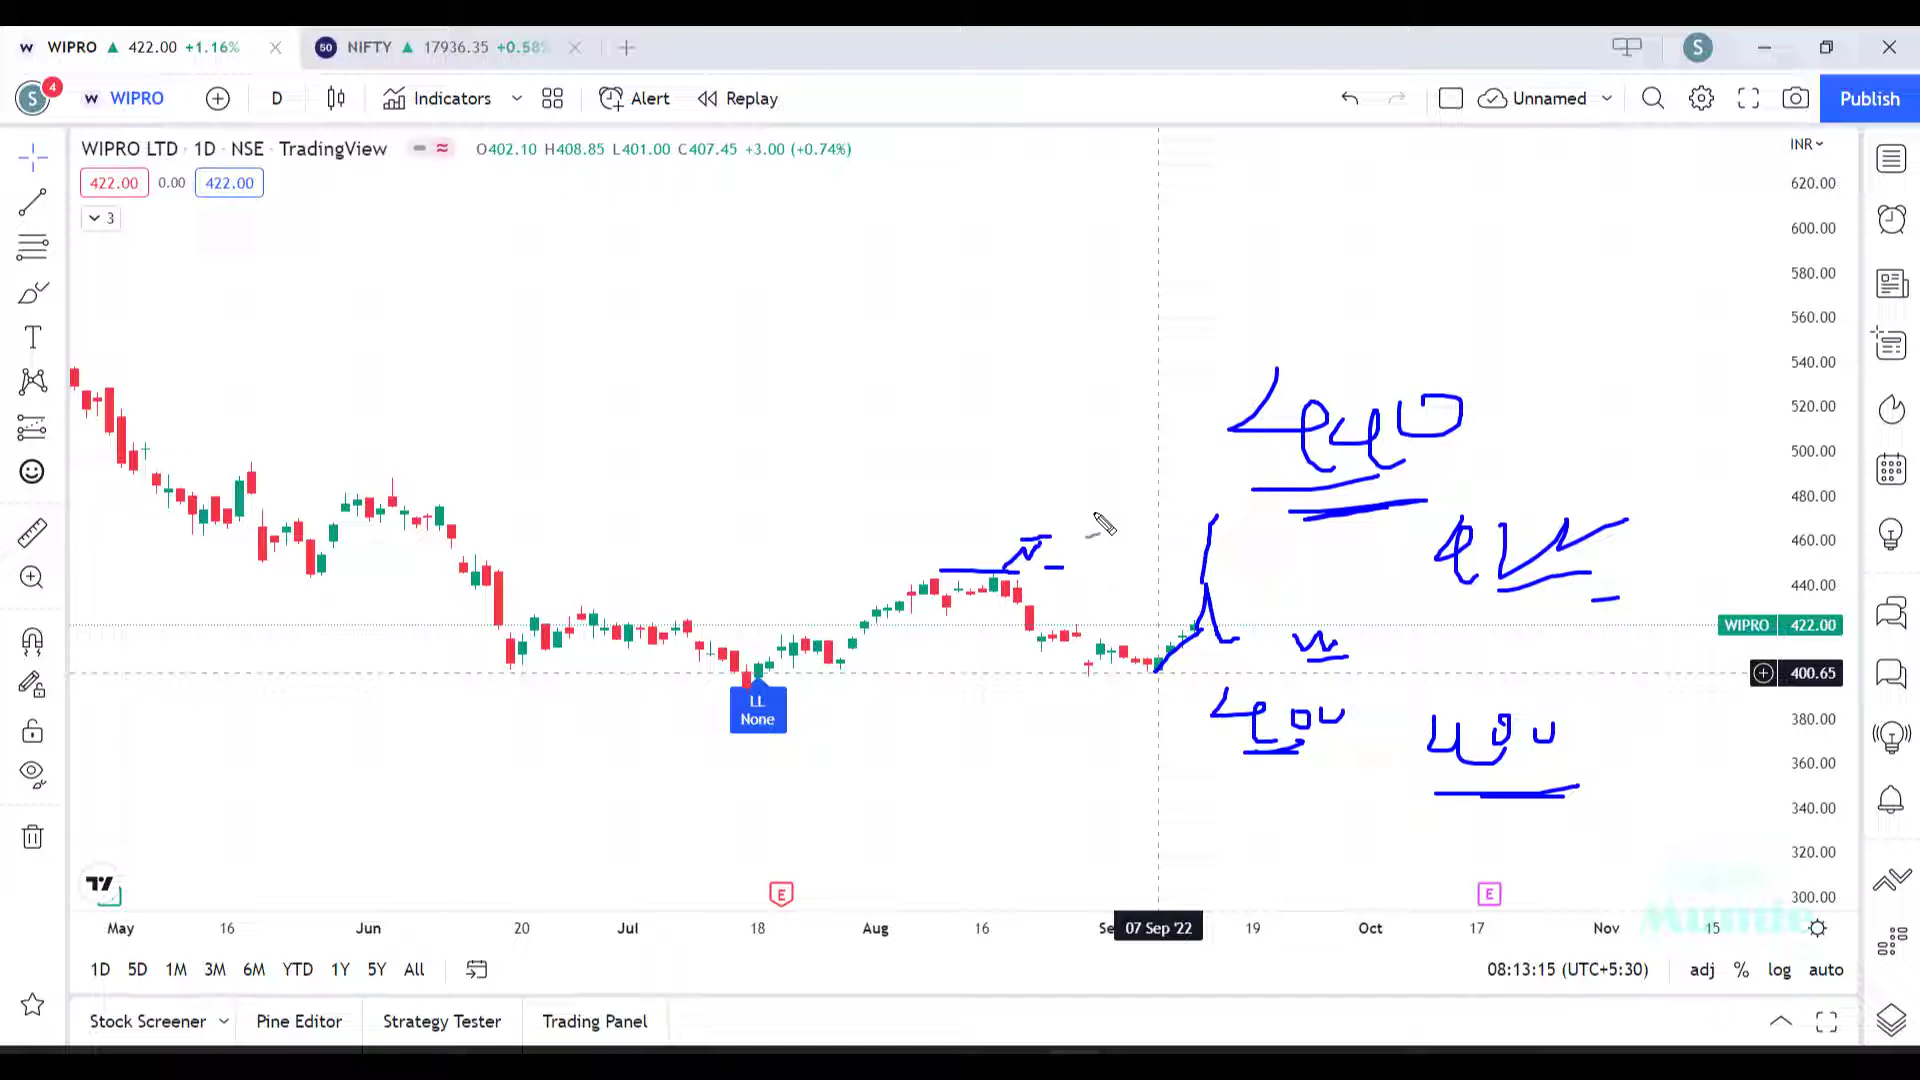 WIPRO ▲ 422.00 +1.16% 50 NIFTY ▲ 17936.35 +0.58% S
S 4 W WIPRO D Indicators Alert Replay Unnamed Publish
WIPRO LTD · 1D · NSE · TradingView O402.10 H408.85 L401.00 C407.45 +3.00 (+0.74%) INR
422.00 0.00 422.00
3
620.00
600.00
580.00
560.00
540.00
520.00
500.00
480.00
460.00
440.00
WIPRO 422.00
400.65
380.00
360.00
340.00
320.00
300.00
LL
None
E E
May 16 Jun 20 Jul 18 Aug 16 Se 07 Sep '22 19 Oct 17 Nov 15
1D 5D 1M 3M 6M YTD 1Y 5Y All 08:13:15 (UTC+5:30) adj % log auto
Stock Screener Pine Editor Strategy Tester Trading Panel